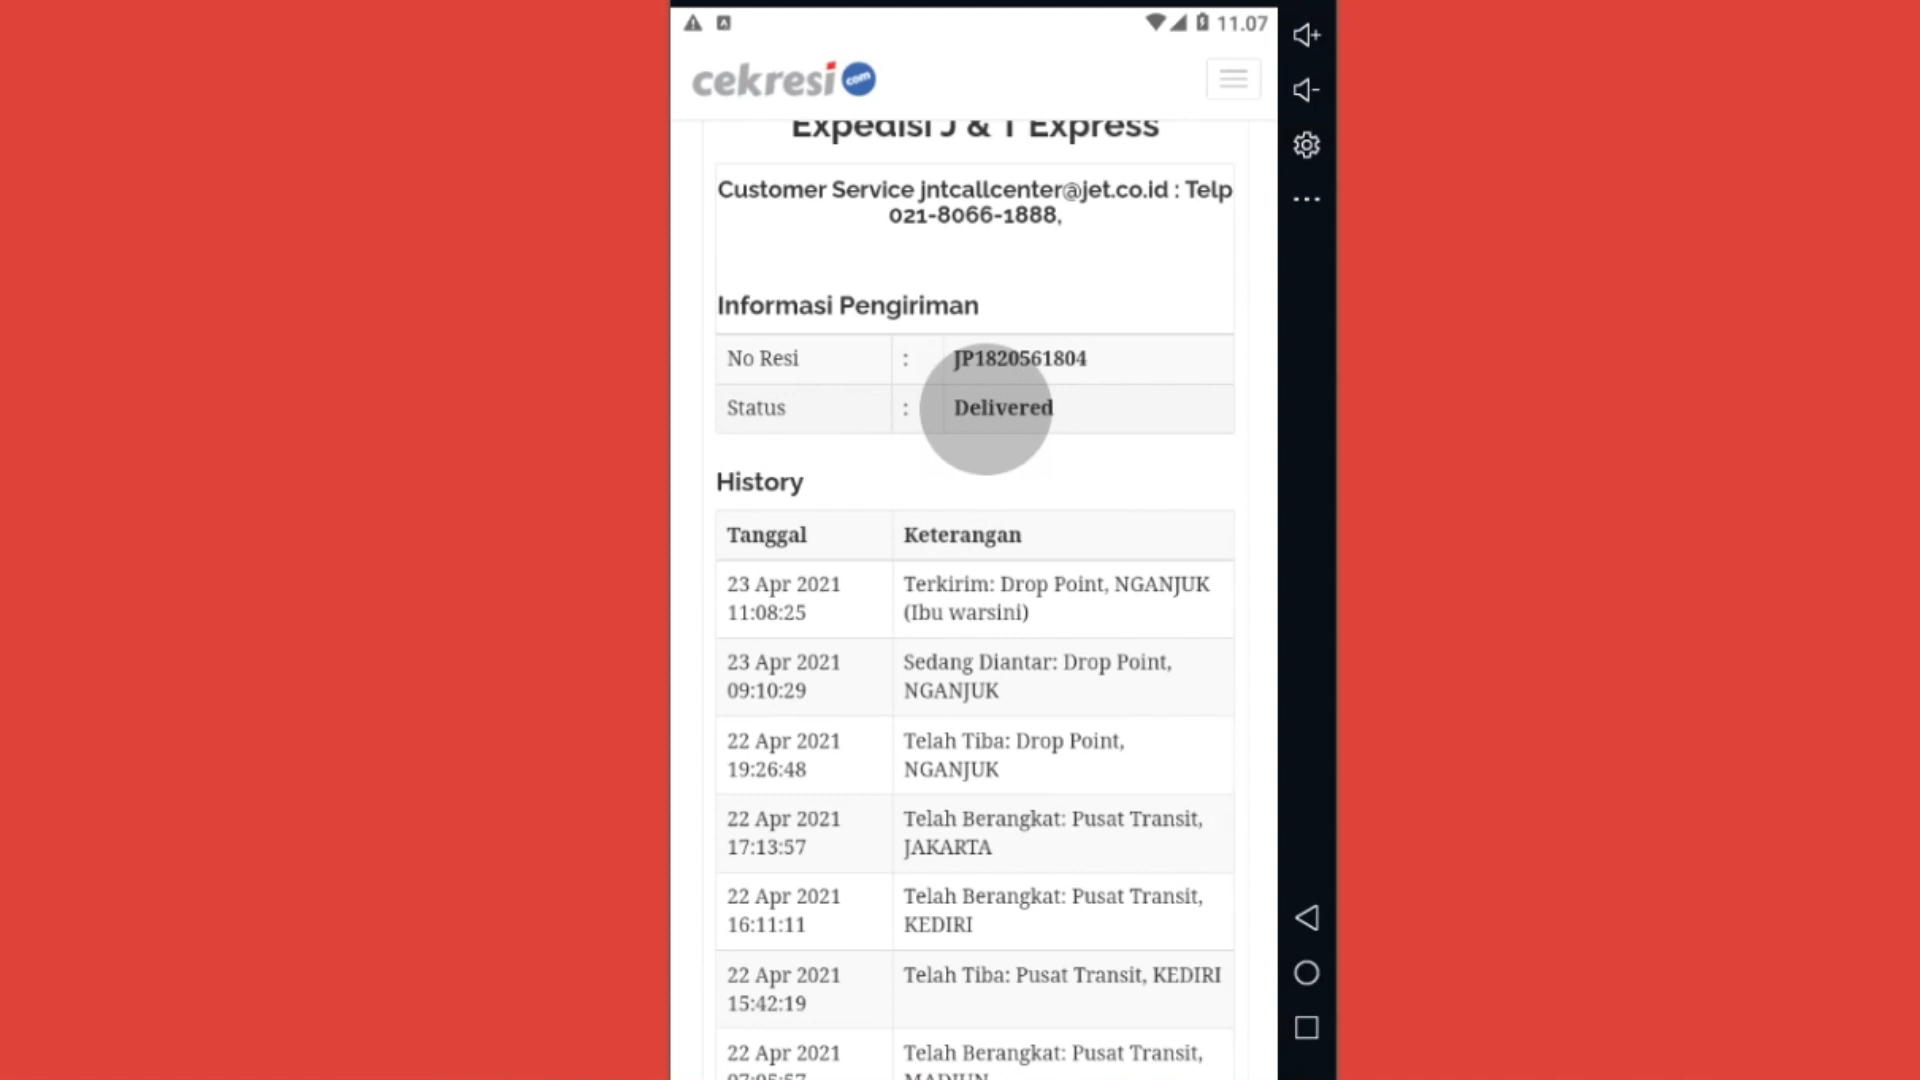 11.07
cekresi com
Expedisi J & T Express
Customer Service jntcallcenter@jet.co.id : Telp
021-8066-1888,
Informasi Pengiriman
No Resi : JP1820561804
Status : Delivered
History
Tanggal Keterangan
23 Apr 2021 Terkirim: Drop Point, NGANJUK
11:08:25 (Ibu warsini)
23 Apr 2021 Sedang Diantar: Drop Point,
09:10:29 NGANJUK
22 Apr 2021 Telah Tiba: Drop Point,
19:26:48 NGANJUK
22 Apr 2021 Telah Berangkat: Pusat Transit,
17:13:57 JAKARTA
22 Apr 2021 Telah Berangkat: Pusat Transit,
16:11:11 KEDIRI
22 Apr 2021 Telah Tiba: Pusat Transit, KEDIRI
15:42:19
22 Apr 2021 Telah Berangkat: Pusat Transit,